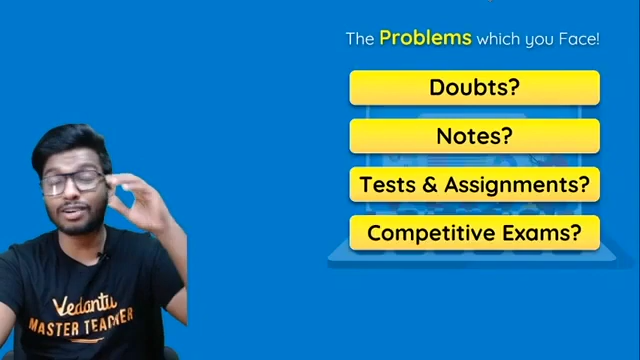 The Problems which you Face!
Doubts?
Notes?
Tests & Assignments?
Competitive Exams?
Vedantu
MASTER TEACHER